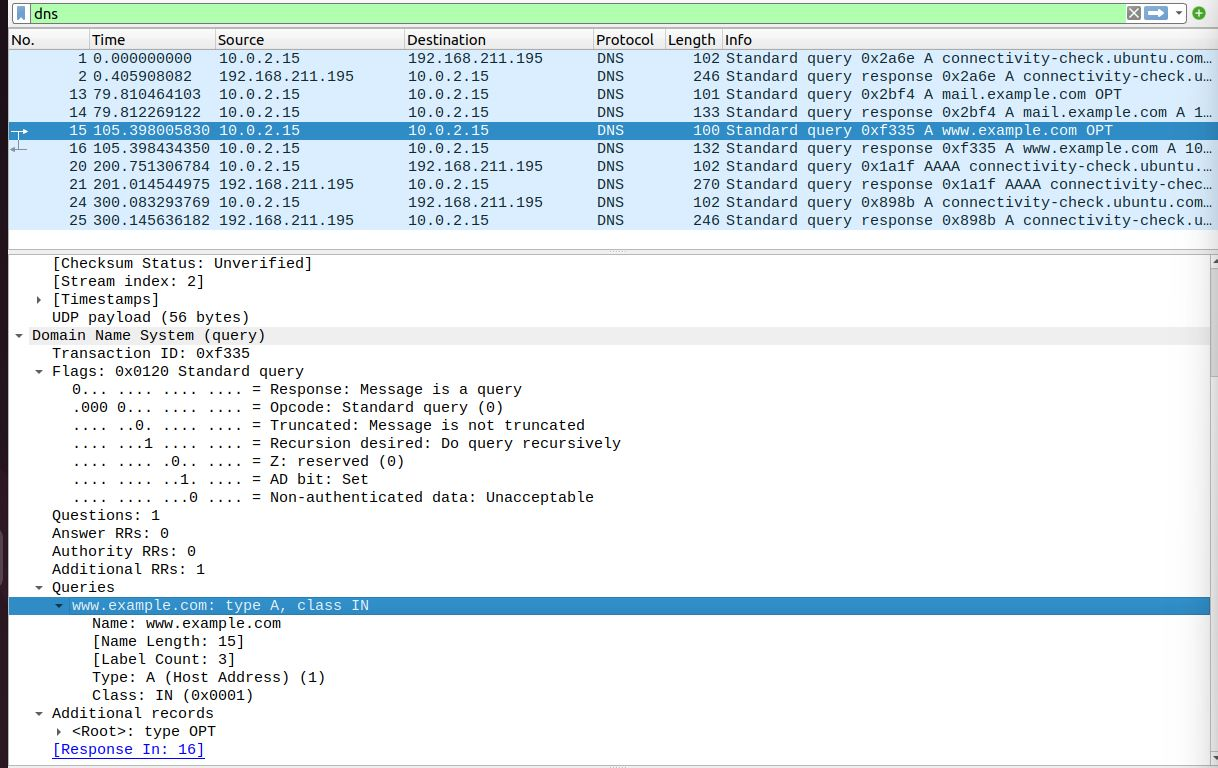 dns
No. Time Source Destination Protocol Length Info
1 0.000000000 10.0.2.15 192.168.211.195 DNS 102 Standard query 0x2a6e A connectivity-check.ubuntu.com…
2 0.405908082 192.168.211.195 10.0.2.15 DNS 246 Standard query response 0x2a6e A connectivity-check.u…
13 79.810464103 10.0.2.15 10.0.2.15 DNS 101 Standard query 0x2bf4 A mail.example.com OPT
14 79.812269122 10.0.2.15 10.0.2.15 DNS 133 Standard query response 0x2bf4 A mail.example.com A 1…
15 105.398005830 10.0.2.15 10.0.2.15 DNS 100 Standard query 0xf335 A www.example.com OPT
16 105.398434350 10.0.2.15 10.0.2.15 DNS 132 Standard query response 0xf335 A www.example.com A 10…
20 200.751306784 10.0.2.15 192.168.211.195 DNS 102 Standard query 0x1a1f AAAA connectivity-check.ubuntu.…
21 201.014544975 192.168.211.195 10.0.2.15 DNS 270 Standard query response 0x1a1f AAAA connectivity-chec…
24 300.083293769 10.0.2.15 192.168.211.195 DNS 102 Standard query 0x898b A connectivity-check.ubuntu.com…
25 300.145636182 192.168.211.195 10.0.2.15 DNS 246 Standard query response 0x898b A connectivity-check.u…
[Checksum Status: Unverified]
[Stream index: 2]
[Timestamps]
UDP payload (56 bytes)
Domain Name System (query)
Transaction ID: 0xf335
Flags: 0x0120 Standard query
0... .... .... .... = Response: Message is a query
.000 0... .... .... = Opcode: Standard query (0)
.... ..0. .... .... = Truncated: Message is not truncated
.... ...1 .... .... = Recursion desired: Do query recursively
.... .... .0.. .... = Z: reserved (0)
.... .... ..1. .... = AD bit: Set
.... .... ...0 .... = Non-authenticated data: Unacceptable
Questions: 1
Answer RRs: 0
Authority RRs: 0
Additional RRs: 1
Queries
www.example.com: type A, class IN
Name: www.example.com
[Name Length: 15]
[Label Count: 3]
Type: A (Host Address) (1)
Class: IN (0x0001)
Additional records
<Root>: type OPT
[Response In: 16]